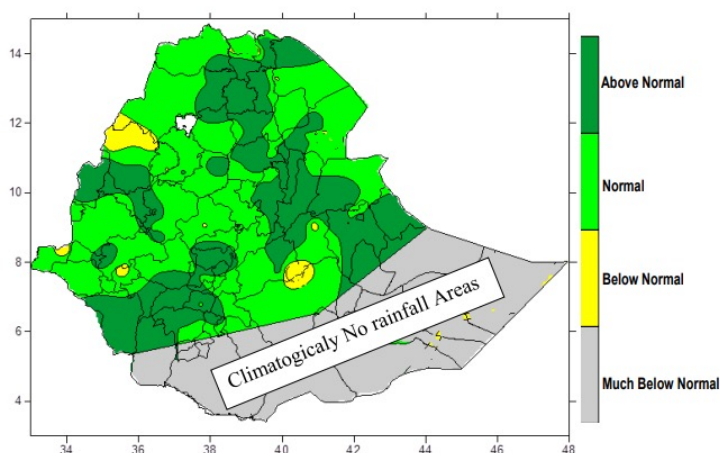 14
12
10
8
6
4
34
36
38
40
42
44
46
48
Above Normal
Normal
Below Normal
Much Below Normal
Climatogicaly No rainfall Areas